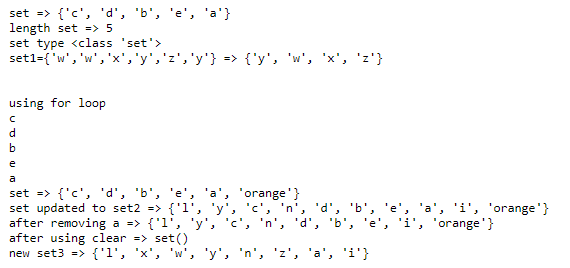 set => {'c', 'd', 'b', 'e', 'a'}
length set => 5
set type <class 'set'>
set1={'w','w','x','y','z','y'} => {'y', 'w', 'x', 'z'}
using for loop
c
d
b
e
a
set => {'c', 'd', 'b', 'e', 'a', 'orange'}
set updated to set2 => {'l', 'y', 'c', 'n', 'd', 'b', 'e', 'a', 'i', 'orange'}
after removing a => {'l', 'y', 'c', 'n', 'd', 'b', 'e', 'i', 'orange'}
after using clear => set()
new set3 => {'l', 'x', 'w', 'y', 'n', 'z', 'a', 'i'}